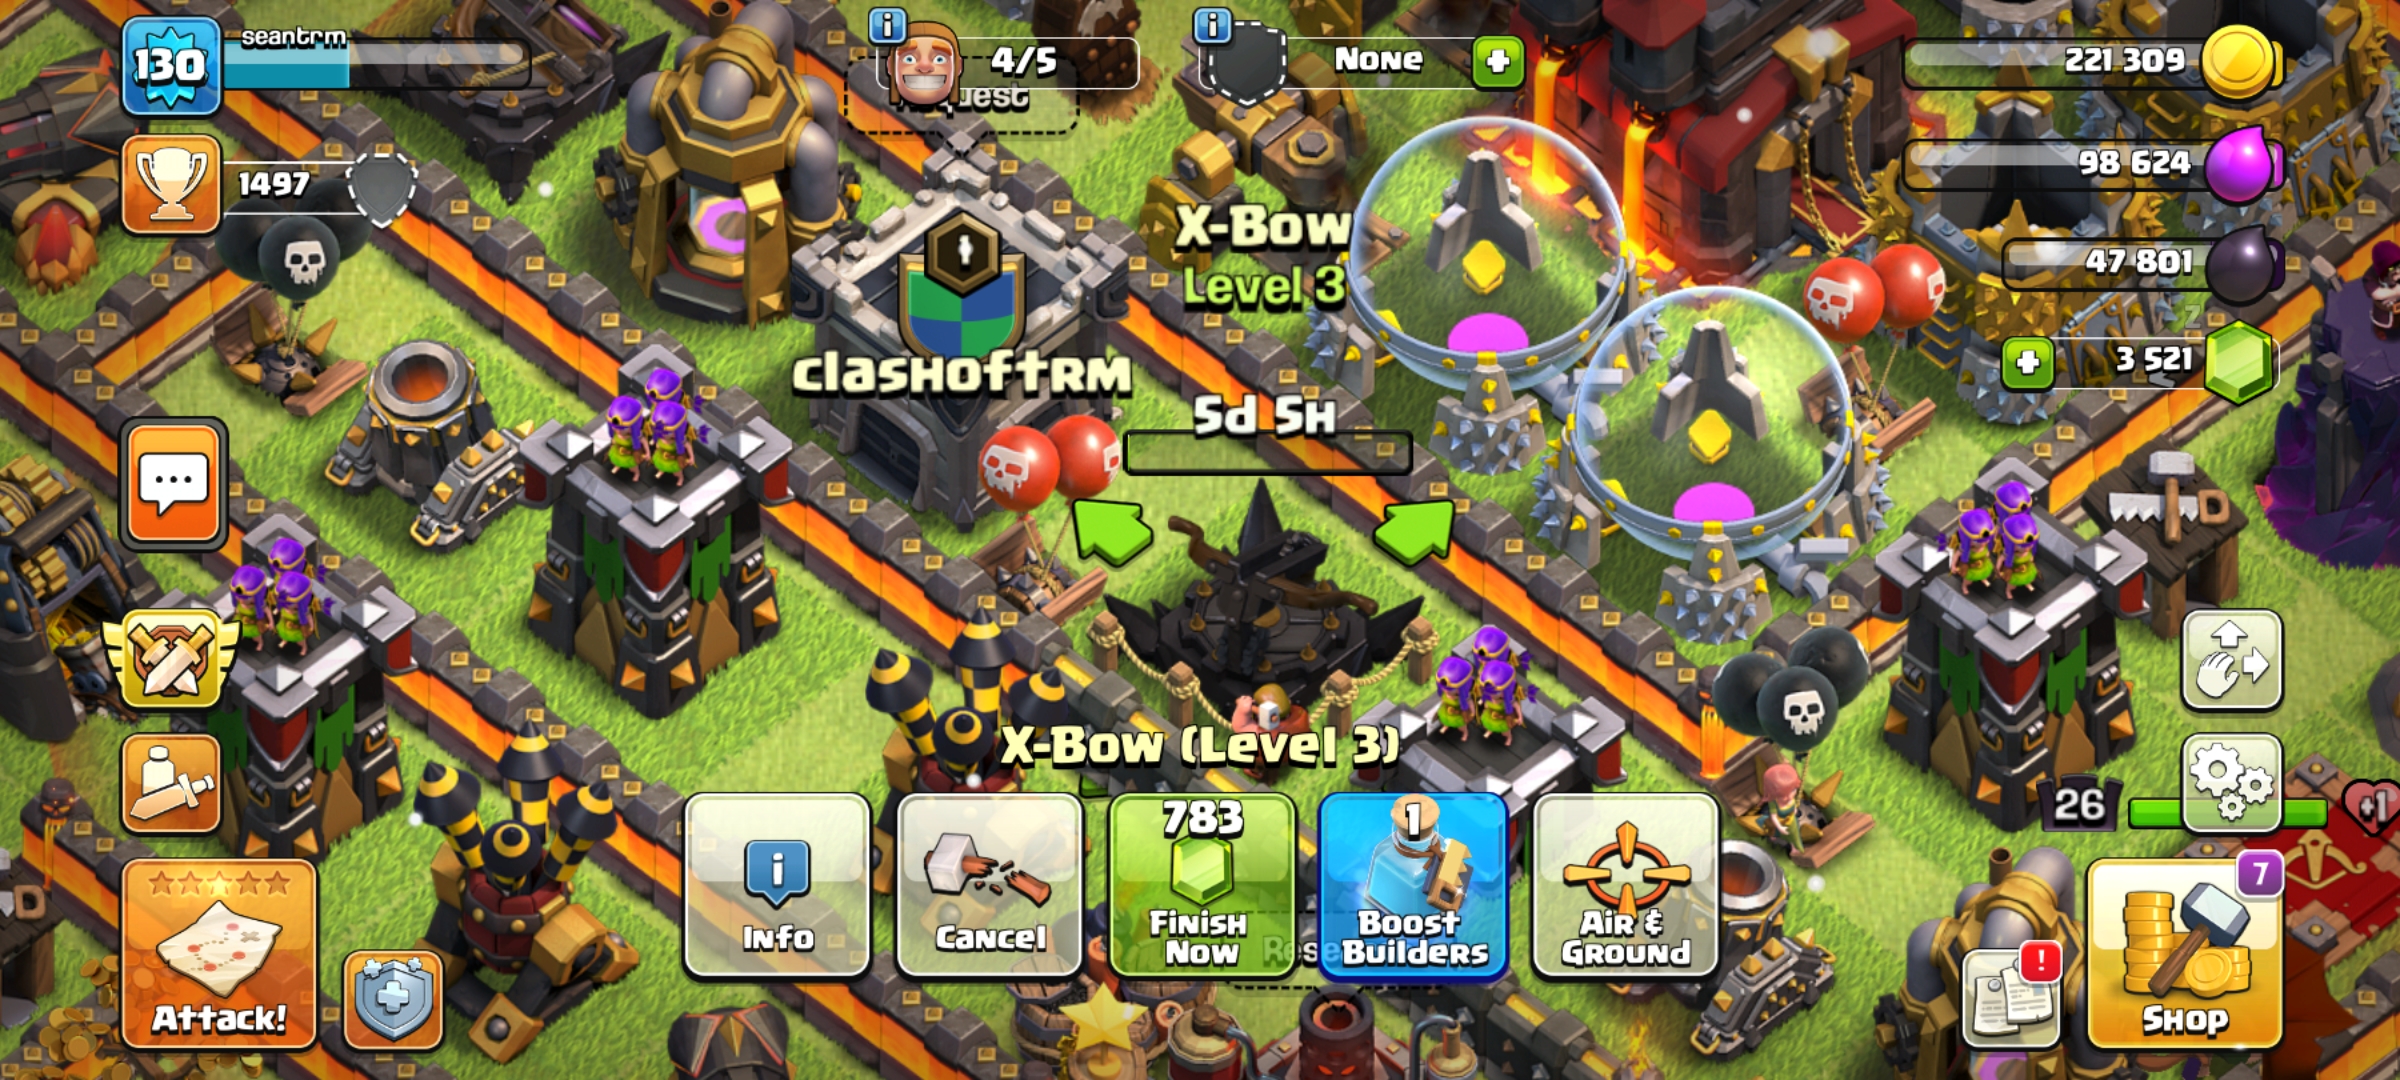 130
seantrm
4/5
None
221 309
1497
98 624
47 801
3 521
X-Bow
Level 3
clashoftrm
5d 5h
X-Bow (Level 3)
26
+1
Info
Cancel
783
Finish
Now
1
Boost
Builders
Air &
Ground
Attack!
7
!
Shop